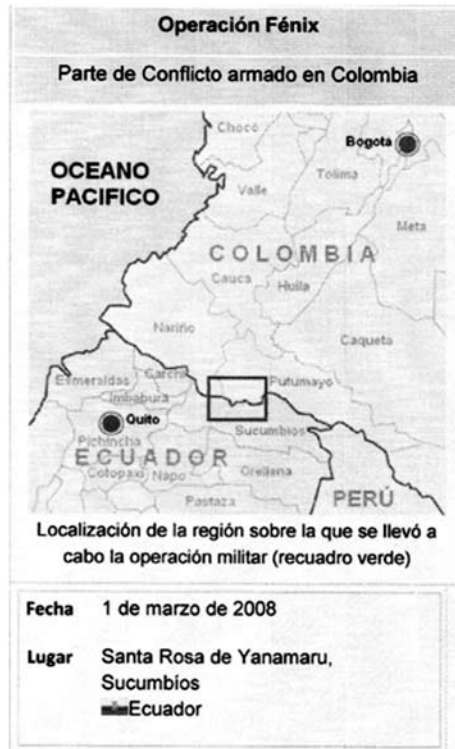 Operación Fénix
Parte de Conflicto armado en Colombia
Chocó
Bogota
OCEANO
PACIFICO
Tolima
Valle
Meta
COLOMBIA
Cauca
Huila
Nariño
Caqueta
Esmeraldas
Carchi
Putumayo
Imbabura
Quito
Sucumbios
Pichincha
ECUADOR
Cotopaxi
Napo
Orellana
Pastaza
PERÚ
Localización de la región sobre la que se llevó a
cabo la operación militar (recuadro verde)
Fecha 1 de marzo de 2008
Lugar Santa Rosa de Yanamaru,
Sucumbíos
Ecuador